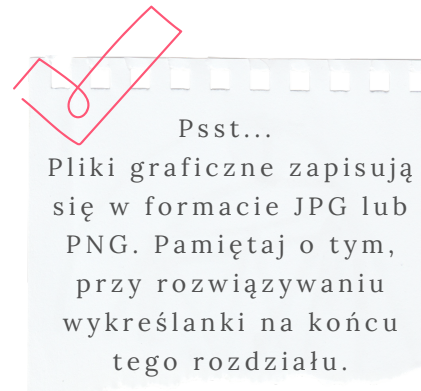 Psst...
Pliki graficzne zapisują
się w formacie JPG lub
PNG. Pamiętaj o tym,
przy rozwiązywaniu
wykreślanki na końcu
tego rozdziału.